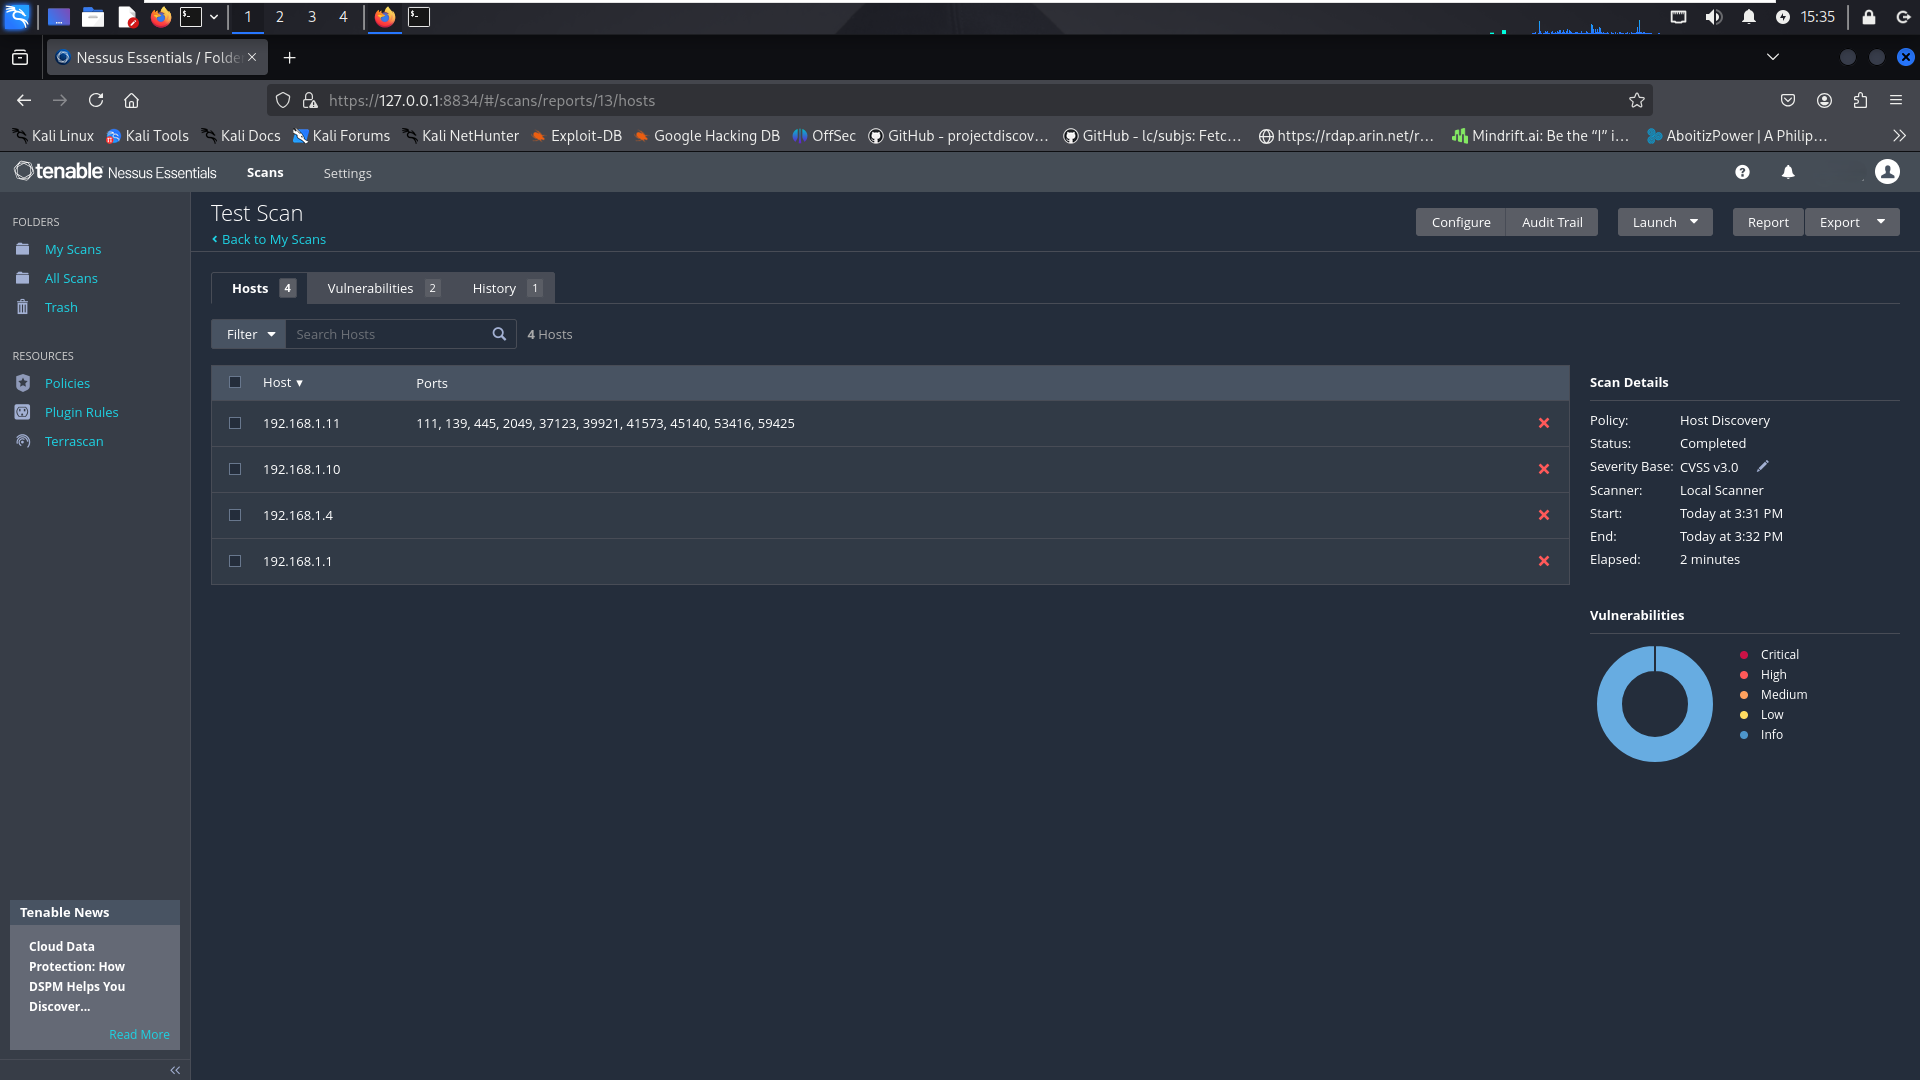 1 2 3 4 15:35
Nessus Essentials / Folde
https://127.0.0.1:8834/#/scans/reports/13/hosts
Kali Linux Kali Tools Kali Docs Kali Forums Kali NetHunter Exploit-DB Google Hacking DB OffSec GitHub - projectdiscov… GitHub - lc/subjs: Fetc… https://rdap.arin.net/r… Mindrift.ai: Be the “I” i… AboitizPower | A Philip…
tenable Nessus Essentials Scans Settings
FOLDERS
My Scans
All Scans
Trash
RESOURCES
Policies
Plugin Rules
Terrascan
Tenable News
Cloud Data
Protection: How
DSPM Helps You
Discover...
Read More
Test Scan
Back to My Scans
Configure Audit Trail Launch Report Export
Hosts 4 Vulnerabilities 2 History 1
Filter Search Hosts 4 Hosts
Host Ports
192.168.1.11 111, 139, 445, 2049, 37123, 39921, 41573, 45140, 53416, 59425
192.168.1.10
192.168.1.4
192.168.1.1
Scan Details
Policy: Host Discovery
Status: Completed
Severity Base: CVSS v3.0
Scanner: Local Scanner
Start: Today at 3:31 PM
End: Today at 3:32 PM
Elapsed: 2 minutes
Vulnerabilities
Critical
High
Medium
Low
Info